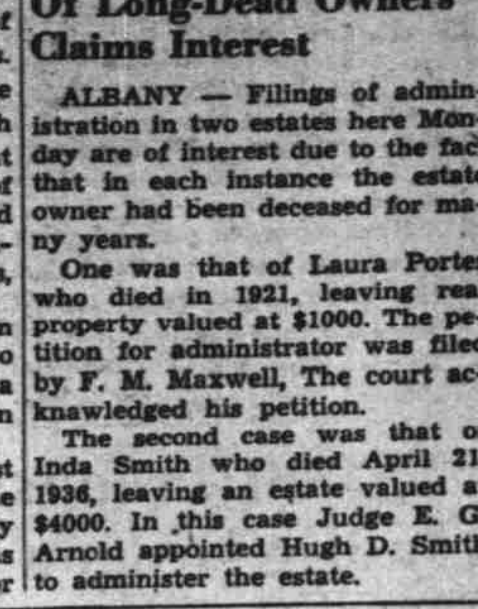 Of Long-Dead Owners
Claims Interest
ALBANY — Filings of admin-
istration in two estates here Mon-
day are of interest due to the fac
that in each instance the estate
owner had been deceased for ma-
ny years.
One was that of Laura Porter
who died in 1921, leaving rea
property valued at $1000. The pe-
tition for administrator was filed
by F. M. Maxwell, The court ac-
knawledged his petition.
The second case was that o
Inda Smith who died April 21
1936, leaving an estate valued a
$4000. In this case Judge E. G
Arnold appointed Hugh D. Smith
to administer the estate.